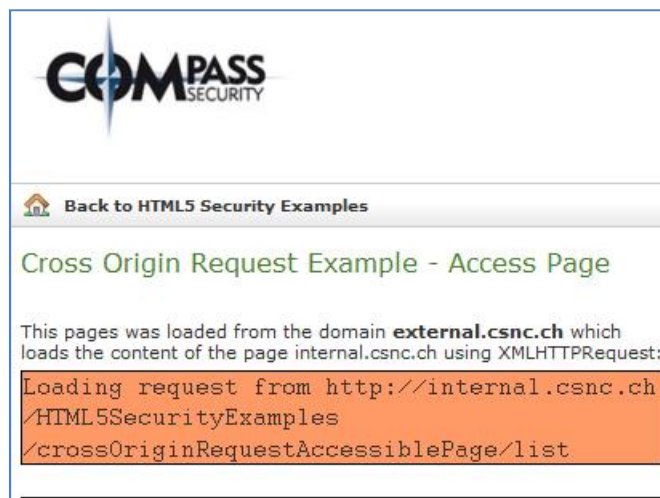 COMPASS
SECURITY
Back to HTML5 Security Examples
Cross Origin Request Example - Access Page
This pages was loaded from the domain external.csnc.ch which
loads the content of the page internal.csnc.ch using XMLHTTPRequest:
Loading request from http://internal.csnc.ch
/HTML5SecurityExamples
/crossOriginRequestAccessiblePage/list